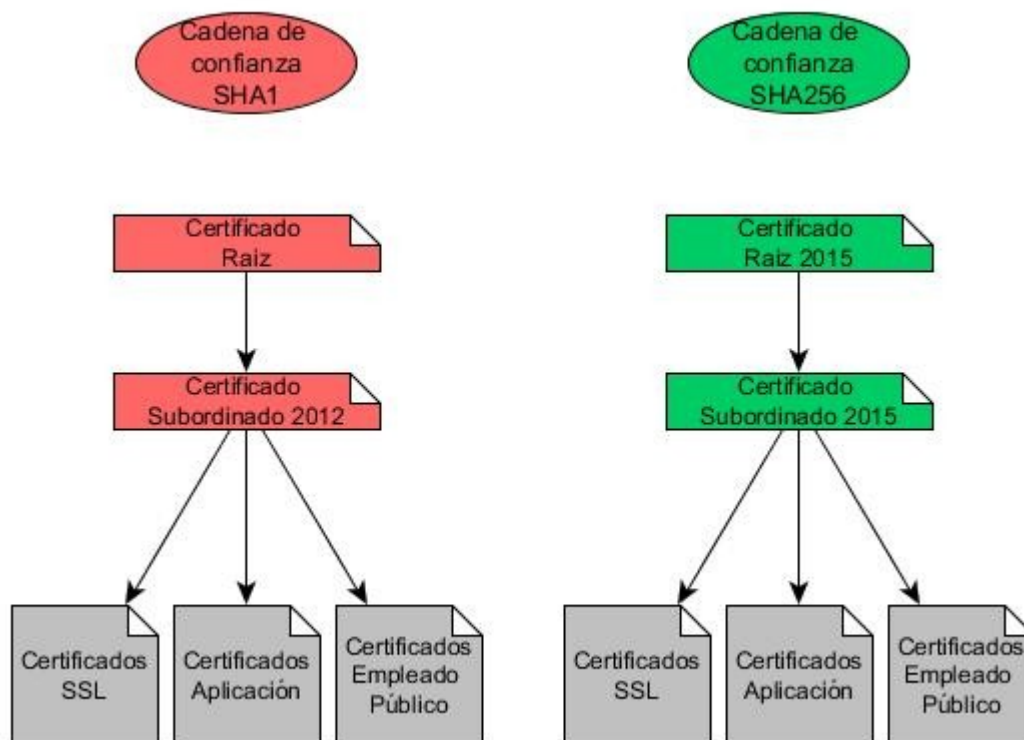 Cadena de
confianza
SHA1
Cadena de
confianza
SHA256
Certificado
Raiz
Certificado
Raiz 2015
Certificado
Subordinado 2012
Certificado
Subordinado 2015
Certificados
SSL
Certificados
Aplicación
Certificados
Empleado
Público
Certificados
SSL
Certificados
Aplicación
Certificados
Empleado
Público